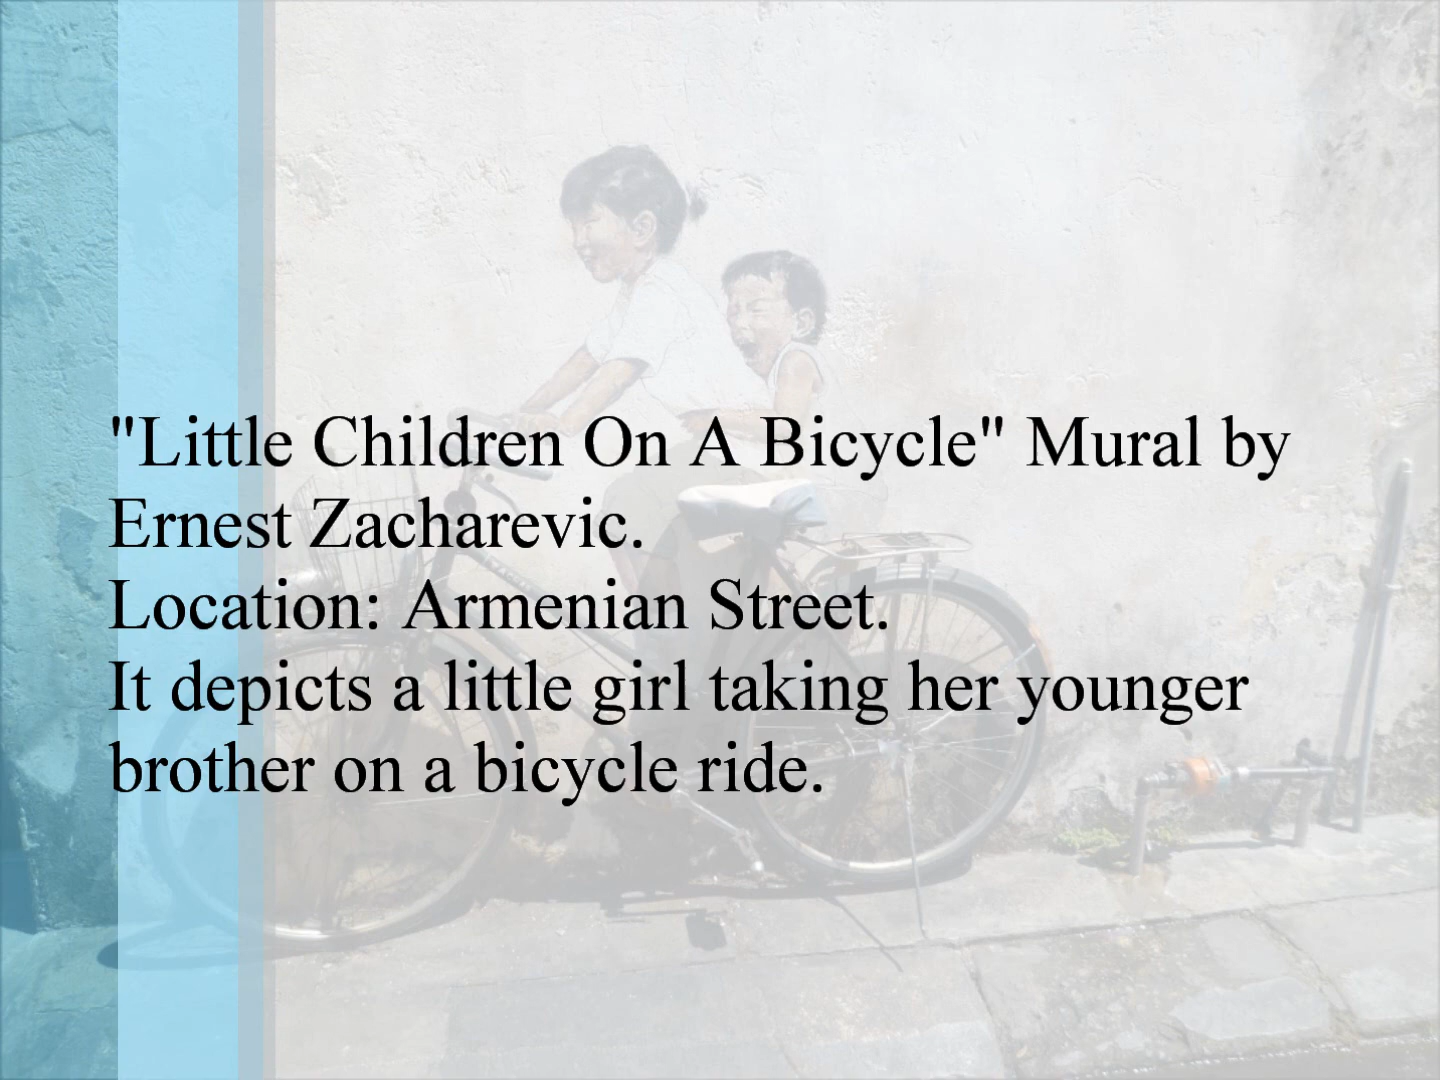 "Little Children On A Bicycle" Mural by
Ernest Zacharevic.
Location: Armenian Street.
It depicts a little girl taking her younger
brother on a bicycle ride.